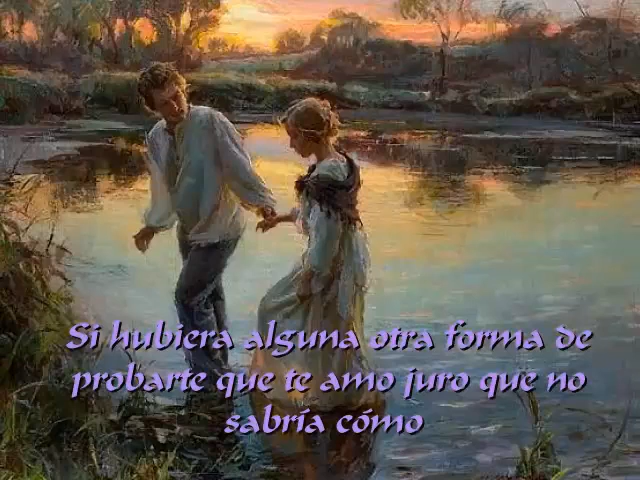 Si hubiera alguna otra forma de
probarte que te amo juro que no
sabría cómo